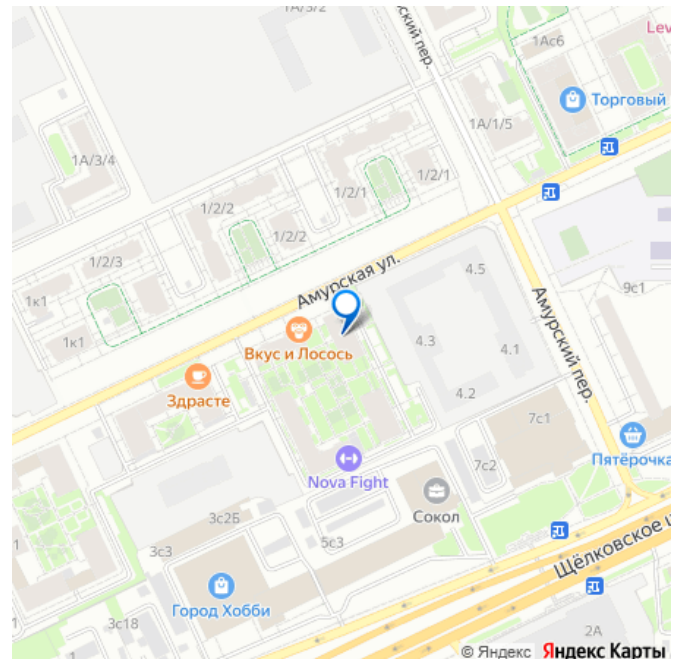 1А/3/2
Амурский пер.
1Ас6
Lev
Торговый
1А/1/5
1А/3/4
1/2/1
1/2/1
1/2/2
1/2/2
1/2/3
Амурская ул.
4.5
9с1
1к1
1к1
Амурский пер.
Вкус и Лосось
4.3
4.1
Здрасте
4.2
7с1
Пятёрочка
7с2
Nova Fight
Сокол
3с2Б
5с3
3с3
1
Щёлковское
Город Хобби
3с18
2А
© Яндекс Яндекс Карты